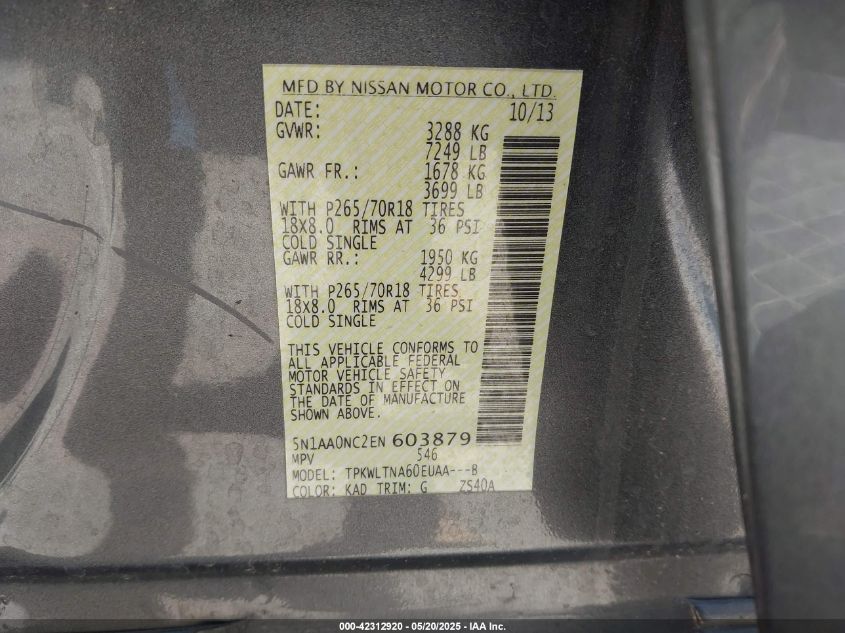 MFD BY NISSAN MOTOR CO., LTD.
DATE: 10/13
GVWR: 3288 KG
7249 LB
GAWR FR.: 1678 KG
3699 LB
WITH P265/70R18 TIRES
18X8.0 RIMS AT 36 PSI
COLD SINGLE
GAWR RR.: 1950 KG
4299 LB
WITH P265/70R18 TIRES
18X8.0 RIMS AT 36 PSI
COLD SINGLE
THIS VEHICLE CONFORMS TO
ALL APPLICABLE FEDERAL
MOTOR VEHICLE SAFETY
STANDARDS IN EFFECT ON
THE DATE OF MANUFACTURE
SHOWN ABOVE.
5N1AA0NC2EN 603879
MPV 546
MODEL: TPKWLTNA60EUAA---B
COLOR: KAD TRIM: G ZS40A
000-42312920 - 05/20/2025 - IAA Inc.